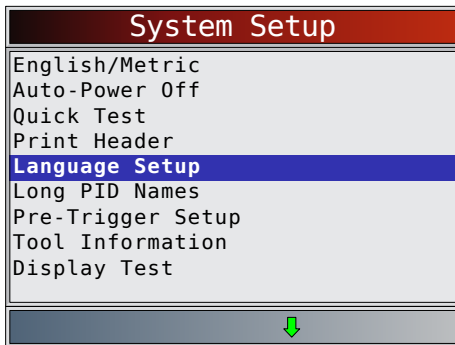 System Setup
English/Metric
Auto-Power Off
Quick Test
Print Header
Language Setup
Long PID Names
Pre-Trigger Setup
Tool Information
Display Test